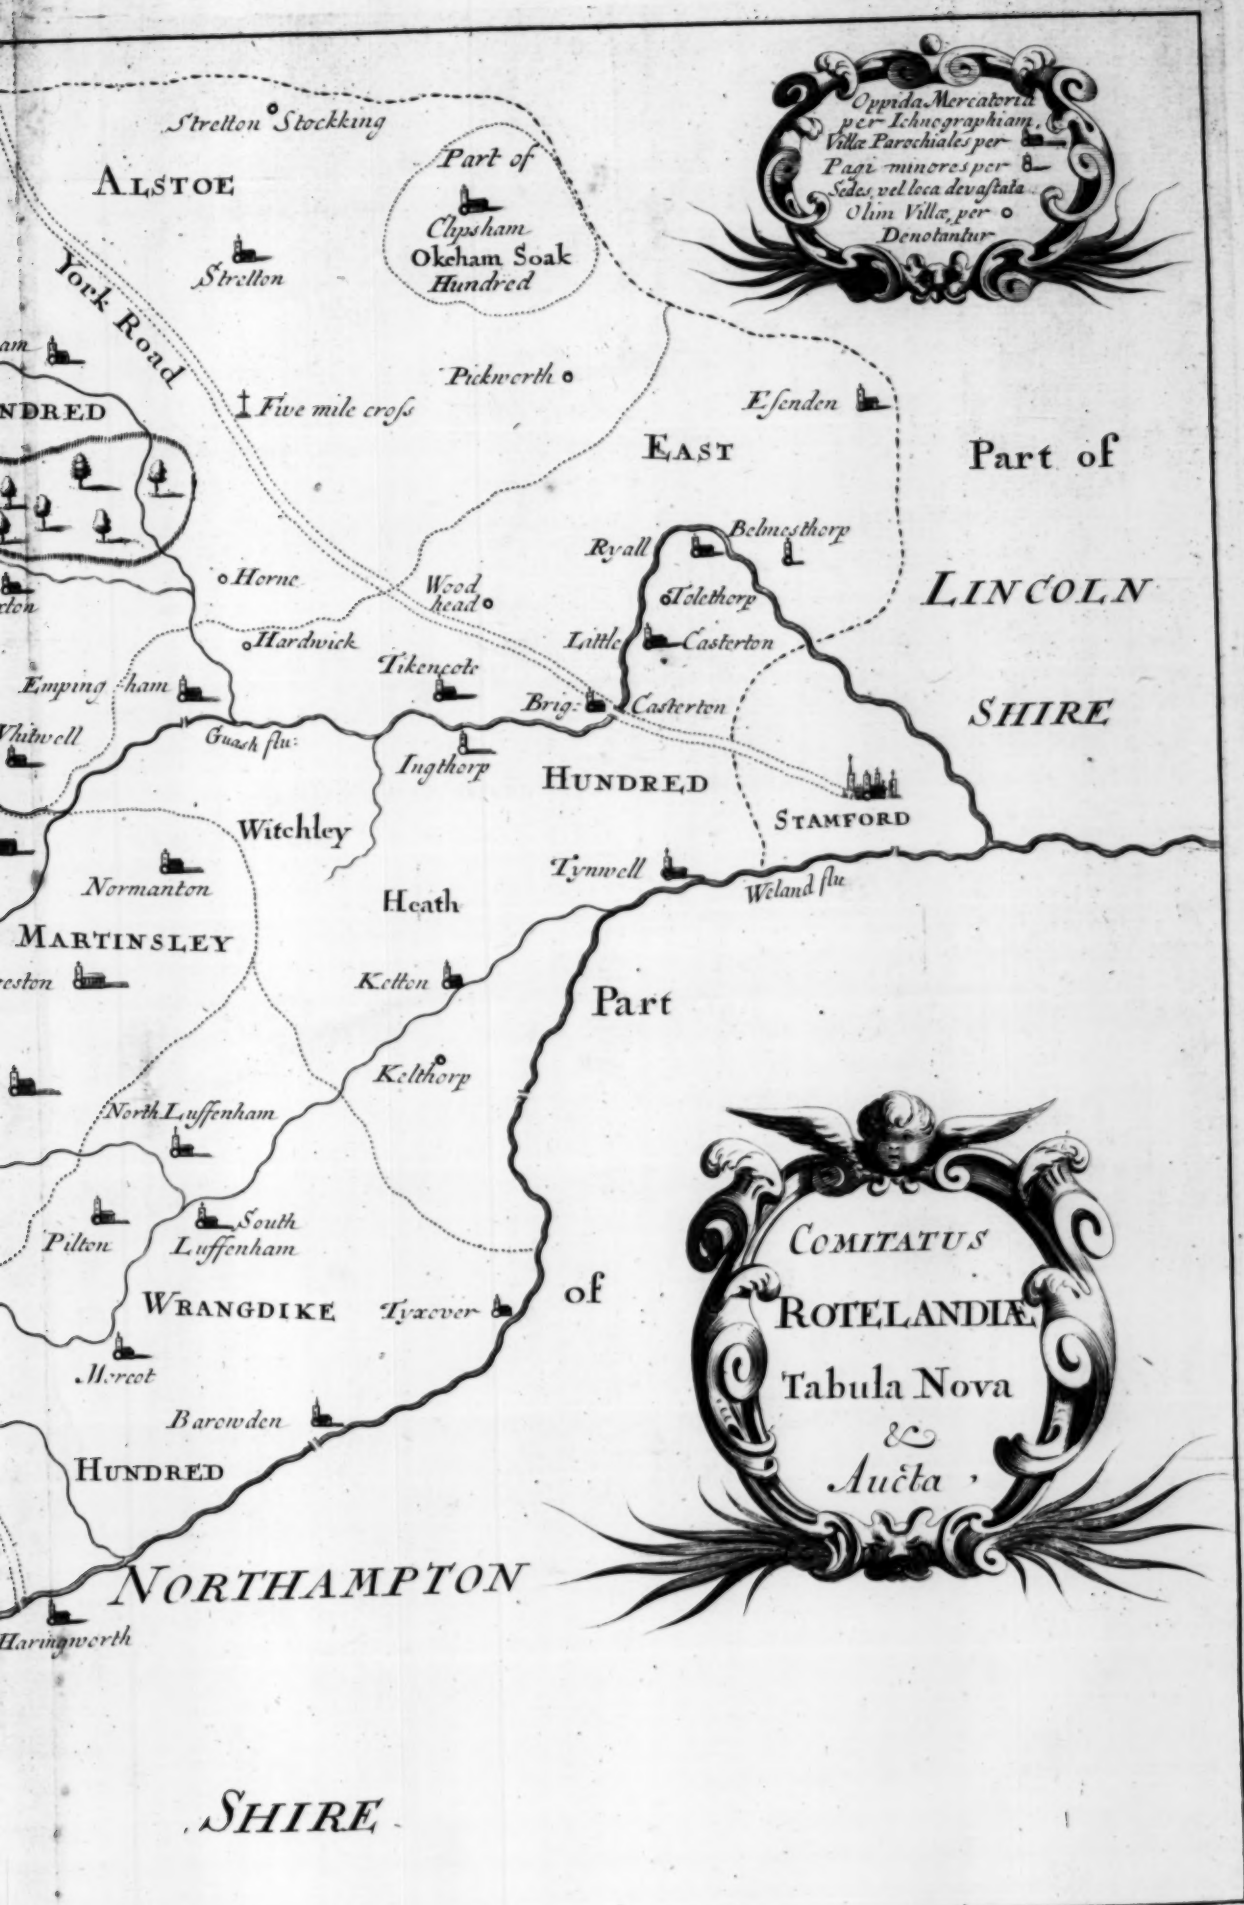 Oppida Mercatoria
per Ichnographiam,
Villæ Parochiales per
Pagi minores per
Sedes, vel loca devastata
Olim Villæ, per
Denotantur
Stretton Stockking
Part of
Clipsham
Okeham Soak
Hundred
ALSTOE
Stretton
York Road
am
NDRED
Five mile cross
Pickworth
Essenden
EAST
Part of
Belmesthorp
Ryall
LINCOLN
Horne
Wood
head
Tolethorp
xton
Hardwick
Little Casterton
Tikencote
Emping-ham
Brig: Casterton
SHIRE
Whitwell
Guash flu:
Ingthorp
HUNDRED
STAMFORD
Witchley
Tynwell
Weland flu
Normanton
Heath
MARTINSLEY
eston
Ketton
Part
Kelthorp
North Luffenham
South
Luffenham
Pilton
COMITATUS
ROTELANDIÆ
Tabula Nova
&
Aucta,
of
WRANGDIKE
Tyxover
Morcot
Barowden
HUNDRED
NORTHAMPTON
Haringworth
SHIRE